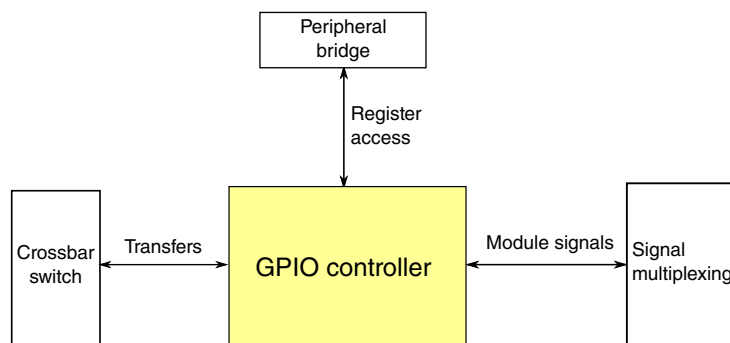 Peripheral
bridge
Register
access
Crossbar
switch
Transfers
GPIO controller
Module signals
Signal
multiplexing